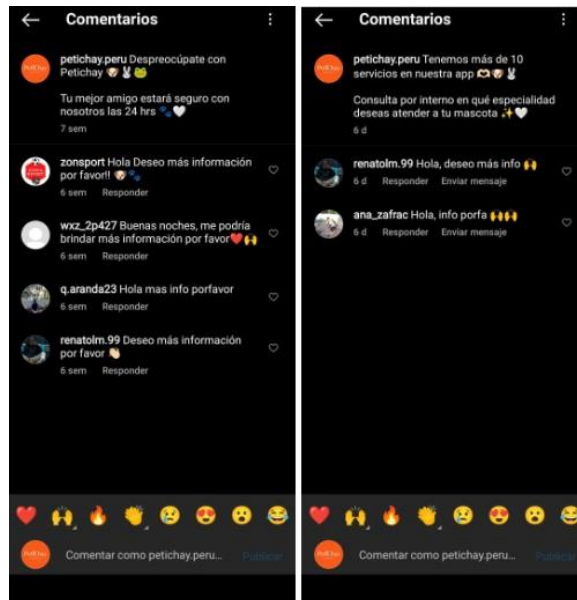 Comentarios
petichay.peru Despreocúpate con
Petichay 🐶🐰🐸
Tu mejor amigo estará seguro con
nosotros las 24 hrs 🐾🤍
7 sem
zonsport Hola Deseo más información
por favor!! 🐶🐾
6 sem Responder
wxz_2p427 Buenas noches, me podría
brindar más información por favor❤️🙌
6 sem Responder
q.aranda23 Hola mas info porfavor
6 sem Responder
renatolm.99 Deseo más información
por favor 👏🏻
6 sem Responder
Comentar como petichay.peru... Publicar
Comentarios
petichay.peru Tenemos más de 10
servicios en nuestra app 🐶🐰
Consulta por interno en qué especialidad
deseas atender a tu mascota ✨🤍
6 d
renatolm.99 Hola, deseo más info 🙌
6 d Responder Enviar mensaje
ana_zafrac Hola, info porfa 🙌🙌
6 d Responder Enviar mensaje
Comentar como petichay.peru... Publicar